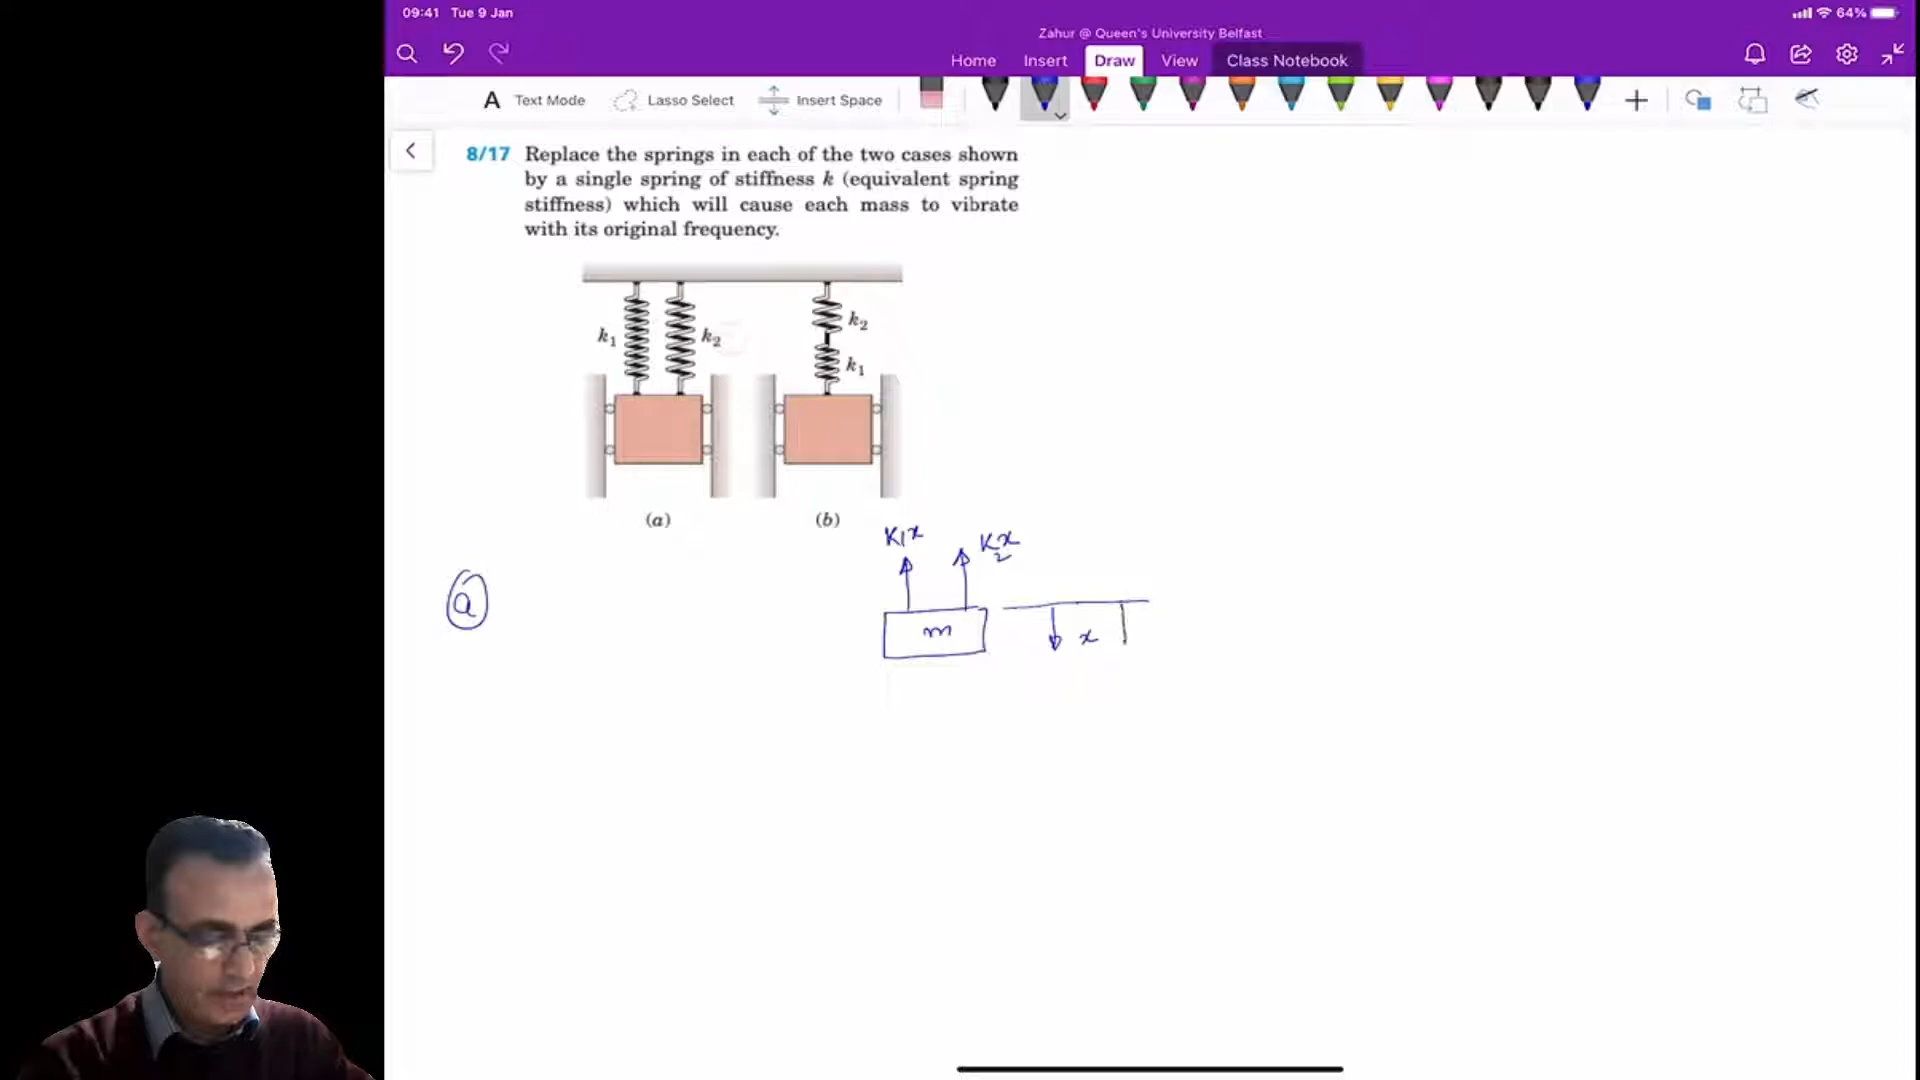 09:41 Tue 9 Jan
64%
Zahur @ Queen's University Belfast
Home Insert Draw View Class Notebook
A Text Mode Lasso Select Insert Space
8/17 Replace the springs in each of the two cases shown
by a single spring of stiffness k (equivalent spring
stiffness) which will cause each mass to vibrate
with its original frequency.
k2
k1 k2
k1
(a) (b)
K1x K2x
a
m x